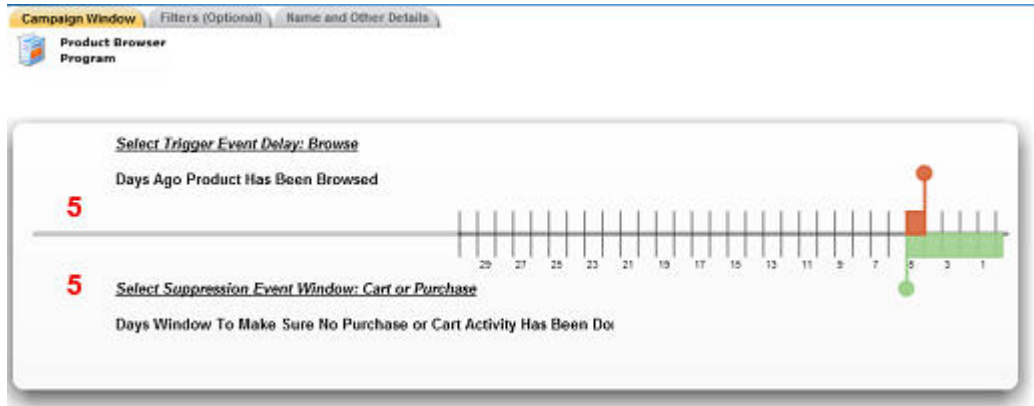 Campaign Window Filters (Optional) Name and Other Details
Product Browser
Program
Select Trigger Event Delay: Browse
Days Ago Product Has Been Browsed
5
29 27 25 23 21 19 17 15 13 11 9 7 5 3 1
5
Select Suppression Event Window: Cart or Purchase
Days Window To Make Sure No Purchase or Cart Activity Has Been Do